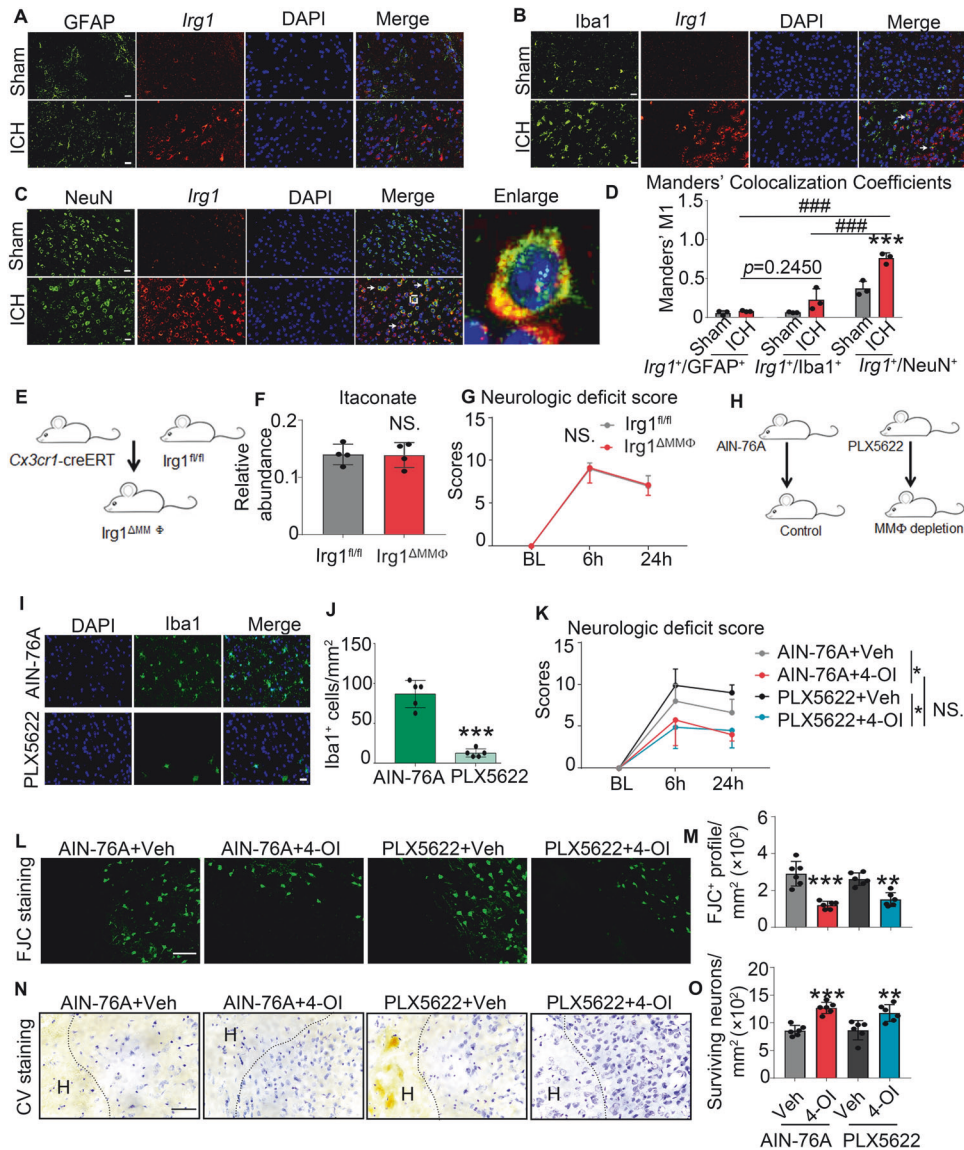 A
GFAP Irg1 DAPI Merge
Sham
ICH
B
Iba1 Irg1 DAPI Merge
Sham
ICH
C
NeuN Irg1 DAPI Merge Enlarge
Sham
ICH
D
Manders' Colocalization Coefficients
###
###
***
p=0.2450
Manders' M1
1.0
0.5
0
Sham ICH Sham ICH Sham ICH
Irg1+/GFAP+ Irg1+/Iba1+ Irg1+/NeuN+
E
Cx3cr1-creERT
Irg1fl/fl
Irg1ΔMM Φ
F
Itaconate
NS.
Relative abundance
0.2
0.1
0
Irg1fl/fl Irg1ΔMMΦ
G
Neurologic deficit score
NS.
Irg1fl/fl
Irg1ΔMMΦ
Scores
15
10
5
0
BL 6h 24h
H
AIN-76A PLX5622
Control MMΦ depletion
I
DAPI Iba1 Merge
AIN-76A
PLX5622
J
Iba1+ cells/mm2
150
100
50
0
***
AIN-76A PLX5622
K
Neurologic deficit score
Scores
15
10
5
0
BL 6h 24h
AIN-76A+Veh
AIN-76A+4-OI
PLX5622+Veh
PLX5622+4-OI
*
*
NS.
L
AIN-76A+Veh AIN-76A+4-OI PLX5622+Veh PLX5622+4-OI
FJC staining
M
FJC+ profile/
mm2 (×102)
6
4
2
0
*** **
N
AIN-76A+Veh AIN-76A+4-OI PLX5622+Veh PLX5622+4-OI
CV staining
H
H
H
H
O
Surviving neurons/
mm2 (×102)
20
15
10
5
0
*** **
Veh 4-OI Veh 4-OI
AIN-76A PLX5622